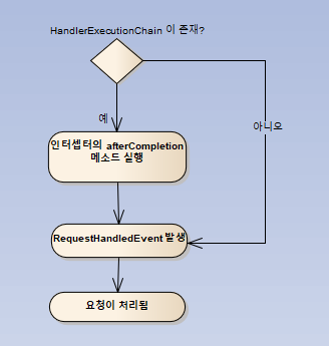 HandlerExecutionChain 이 존재?
예
아니오
인터셉터의 afterCompletion
메소드 실행
RequestHandledEvent 발생
요청이 처리됨